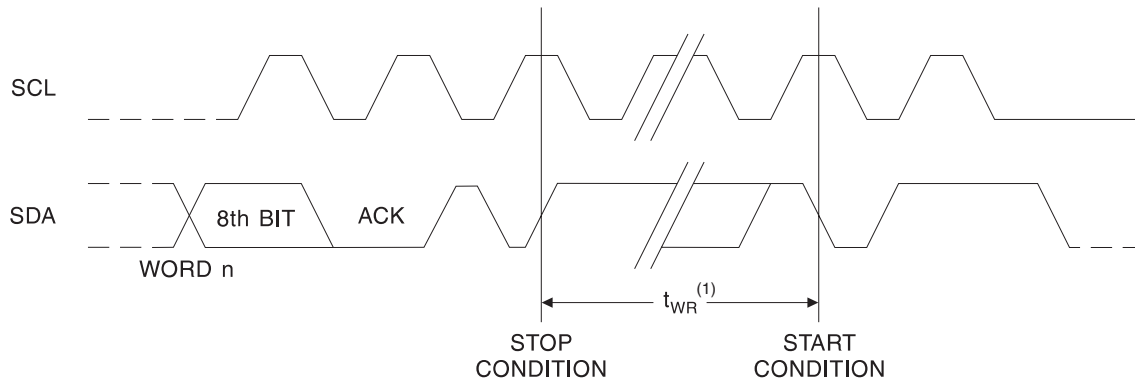 SCL
SDA
8th BIT
ACK
WORD n
tWR(1)
STOP
CONDITION
START
CONDITION